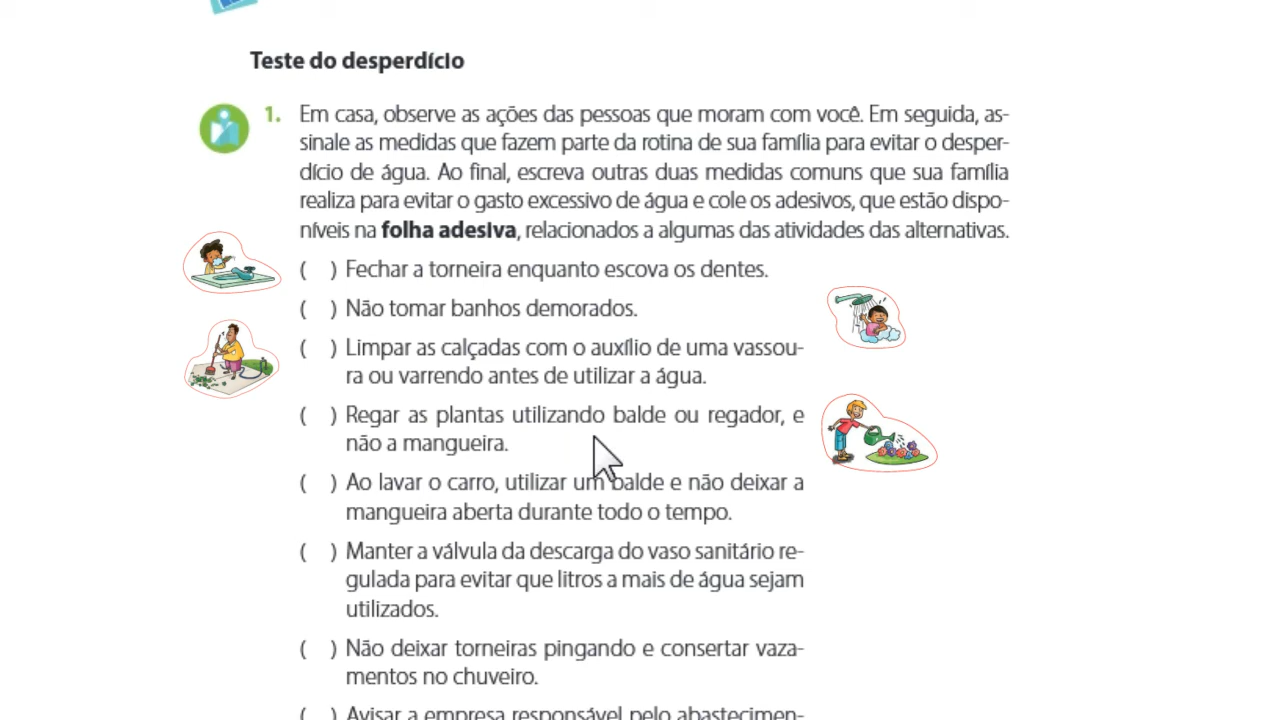 Teste do desperdício
1. Em casa, observe as ações das pessoas que moram com você. Em seguida, as-
sinale as medidas que fazem parte da rotina de sua família para evitar o desper-
dício de água. Ao final, escreva outras duas medidas comuns que sua família
realiza para evitar o gasto excessivo de água e cole os adesivos, que estão dispo-
níveis na folha adesiva, relacionados a algumas das atividades das alternativas.
( ) Fechar a torneira enquanto escova os dentes.
( ) Não tomar banhos demorados.
( ) Limpar as calçadas com o auxílio de uma vassou-
ra ou varrendo antes de utilizar a água.
( ) Regar as plantas utilizando balde ou regador, e
não a mangueira.
( ) Ao lavar o carro, utilizar um balde e não deixar a
mangueira aberta durante todo o tempo.
( ) Manter a válvula da descarga do vaso sanitário re-
gulada para evitar que litros a mais de água sejam
utilizados.
( ) Não deixar torneiras pingando e consertar vaza-
mentos no chuveiro.
( ) Avisar a empresa responsável pelo abastecimen-